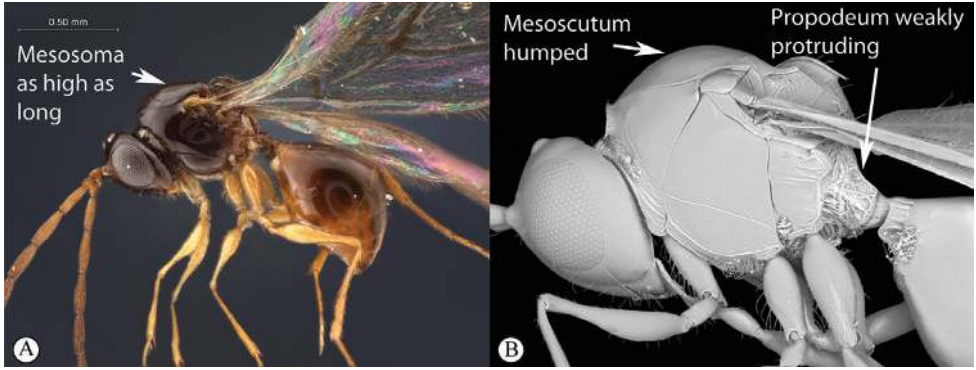 0.50 mm
Mesosoma
as high as
long
A
Mesoscutum
humped
Propodeum weakly
protruding
B